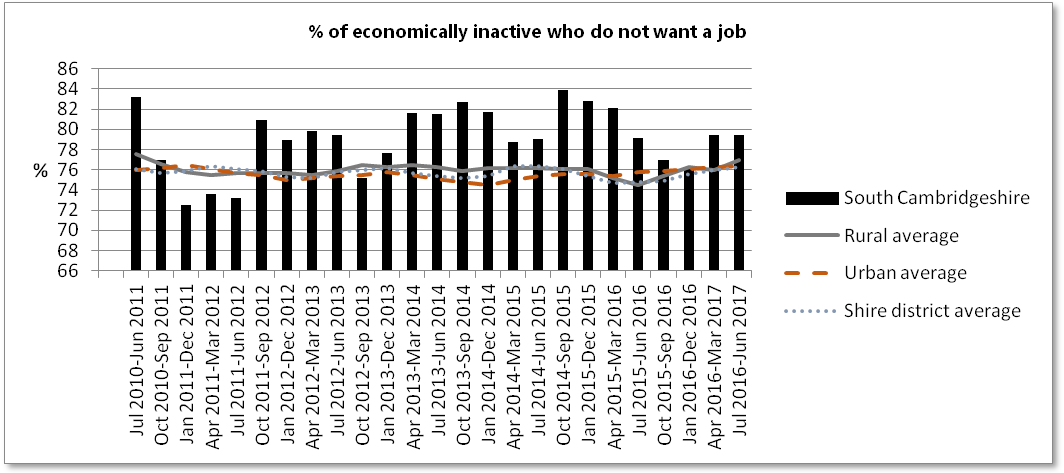 % of economically inactive who do not want a job
86
84
82
80
78
76
74
72
70
68
66
%
Jul 2010-Jun 2011
Oct 2010-Sep 2011
Jan 2011-Dec 2011
Apr 2011-Mar 2012
Jul 2011-Jun 2012
Oct 2011-Sep 2012
Jan 2012-Dec 2012
Apr 2012-Mar 2013
Jul 2012-Jun 2013
Oct 2012-Sep 2013
Jan 2013-Dec 2013
Apr 2013-Mar 2014
Jul 2013-Jun 2014
Oct 2013-Sep 2014
Jan 2014-Dec 2014
Apr 2014-Mar 2015
Jul 2014-Jun 2015
Oct 2014-Sep 2015
Jan 2015-Dec 2015
Apr 2015-Mar 2016
Jul 2015-Jun 2016
Oct 2015-Sep 2016
Jan 2016-Dec 2016
Apr 2016-Mar 2017
Jul 2016-Jun 2017
South Cambridgeshire
Rural average
Urban average
Shire district average